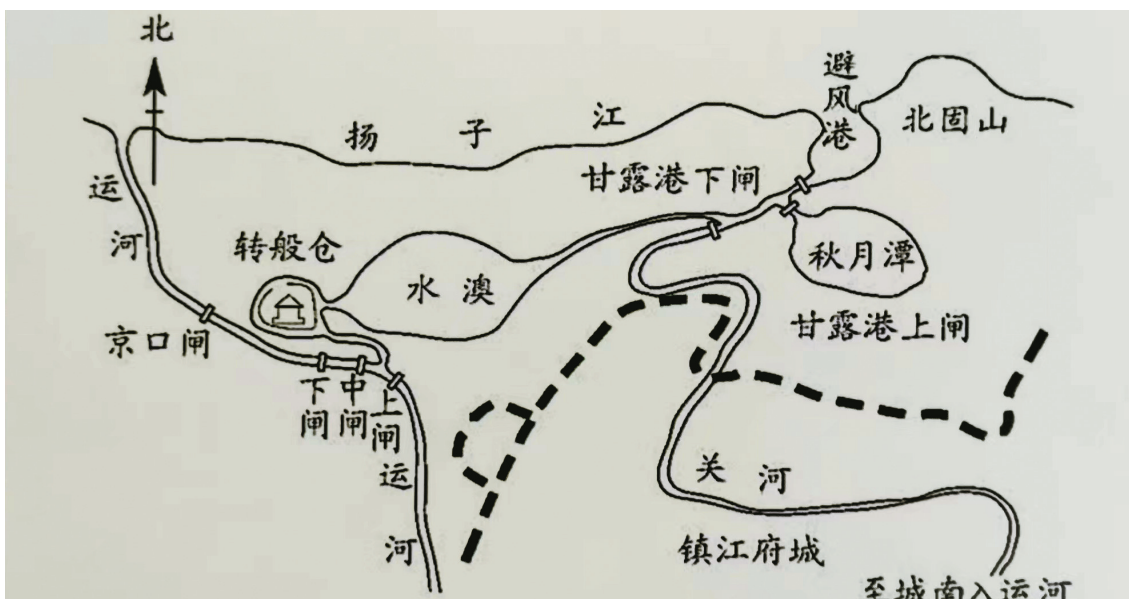 北
避风港
北固山
扬子江
甘露港下闸
运河
转般仓
水澳
秋月潭
京口闸
甘露港上闸
下闸
中闸
上闸
运河
关河
镇江府城
至城南入运河